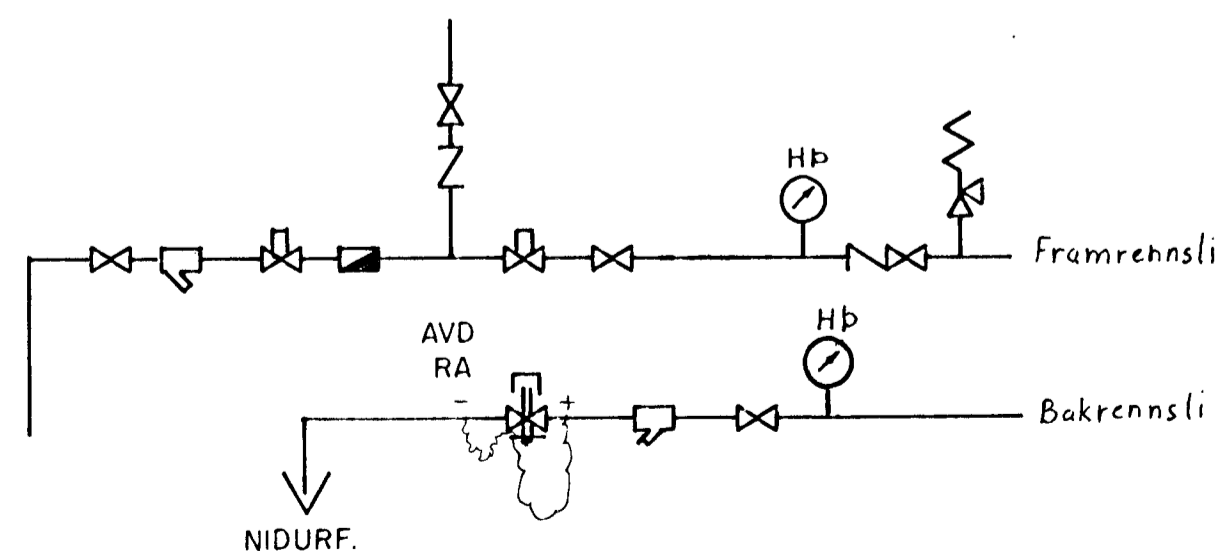 HÞ
Framrennsli
HÞ
AVD
RA
- +
Bakrennsli
NIDURF.